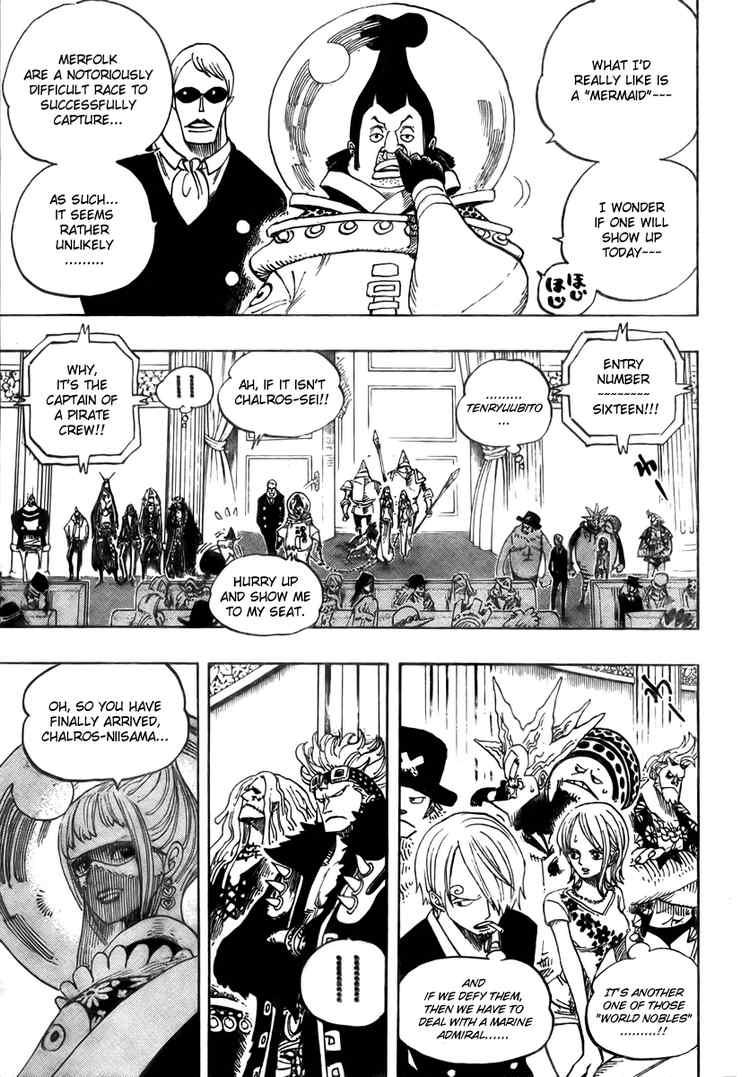 WHAT I'D
REALLY LIKE IS
A "MERMAID"---
I WONDER
IF ONE WILL
SHOW UP
TODAY---
ほじ
ほじ
MERFOLK
ARE A NOTORIOUSLY
DIFFICULT RACE TO
SUCCESSFULLY
CAPTURE...
AS SUCH...
IT SEEMS
RATHER
UNLIKELY
.........
ENTRY
NUMBER
~~~~~~~~
SIXTEEN!!!
.........
TENRYUUBITO
...
AH, IF IT ISN'T
CHALROS-SEI!!
!!
WHY,
IT'S THE
CAPTAIN OF
A PIRATE
CREW!!
HURRY UP
AND SHOW ME
TO MY SEAT.
IT'S ANOTHER
ONE OF THOSE
"WORLD NOBLES"
..........!!
AND
IF WE DEFY THEM,
THEN WE HAVE TO
DEAL WITH A MARINE
ADMIRAL......
OH, SO YOU HAVE
FINALLY ARRIVED,
CHALROS-NIISAMA...